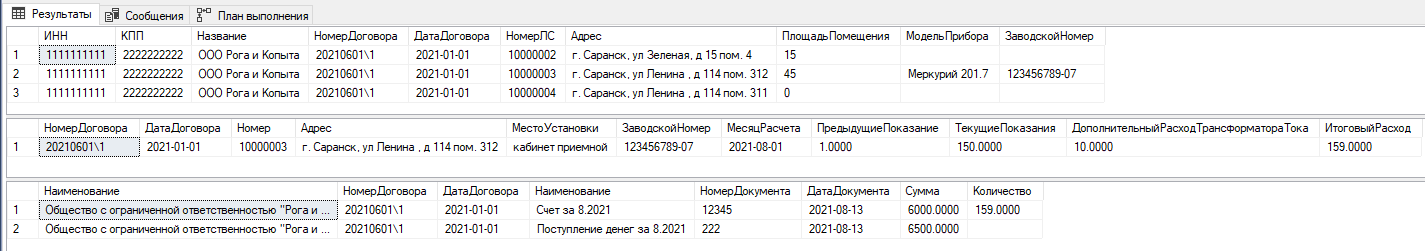 Результаты Сообщения План выполнения
ИНН КПП Название НомерДоговора ДатаДоговора НомерЛС Адрес ПлощадьПомещения МодельПрибора ЗаводскойНомер
1 1111111111 2222222222 ООО Рога и Копыта 20210601\1 2021-01-01 10000002 г. Саранск, ул Зеленая, д 15 пом. 4 15
2 1111111111 2222222222 ООО Рога и Копыта 20210601\1 2021-01-01 10000003 г. Саранск, ул Ленина , д 114 пом. 312 45 Меркурий 201.7 123456789-07
3 1111111111 2222222222 ООО Рога и Копыта 20210601\1 2021-01-01 10000004 г. Саранск, ул Ленина , д 114 пом. 311 0
НомерДоговора ДатаДоговора Номер Адрес МестоУстановки ЗаводскойНомер МесяцРасчета ПредыдущиеПоказание ТекущиеПоказания ДополнительныйРасходТрансформатораТока ИтоговыйРасход
1 20210601\1 2021-01-01 10000003 г. Саранск, ул Ленина , д 114 пом. 312 кабинет приемной 123456789-07 2021-08-01 1.0000 150.0000 10.0000 159.0000
Наименование НомерДоговора ДатаДоговора Наименование НомерДокумента ДатаДокумента Сумма Количество
1 Общество с ограниченной ответственностью "Рога и ... 20210601\1 2021-01-01 Счет за 8.2021 12345 2021-08-13 6000.0000 159.0000
2 Общество с ограниченной ответственностью "Рога и ... 20210601\1 2021-01-01 Поступление денег за 8.2021 222 2021-08-13 6500.0000